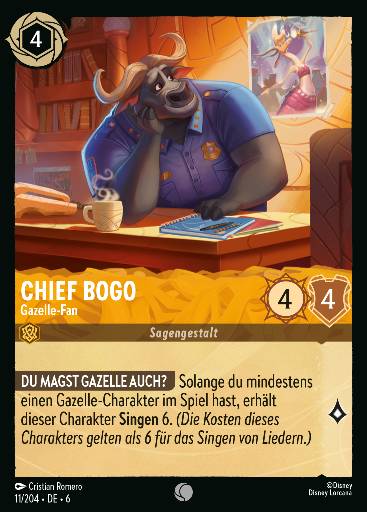 4
CHIEF BOGO
Gazelle-Fan
4
4
Sagengestalt
DU MAGST GAZELLE AUCH? Solange du mindestens
einen Gazelle-Charakter im Spiel hast, erhält
dieser Charakter Singen 6. (Die Kosten dieses
Charakters gelten als 6 für das Singen von Liedern.)
Cristian Romero
11/204 • DE • 6
©Disney
Disney Lorcana